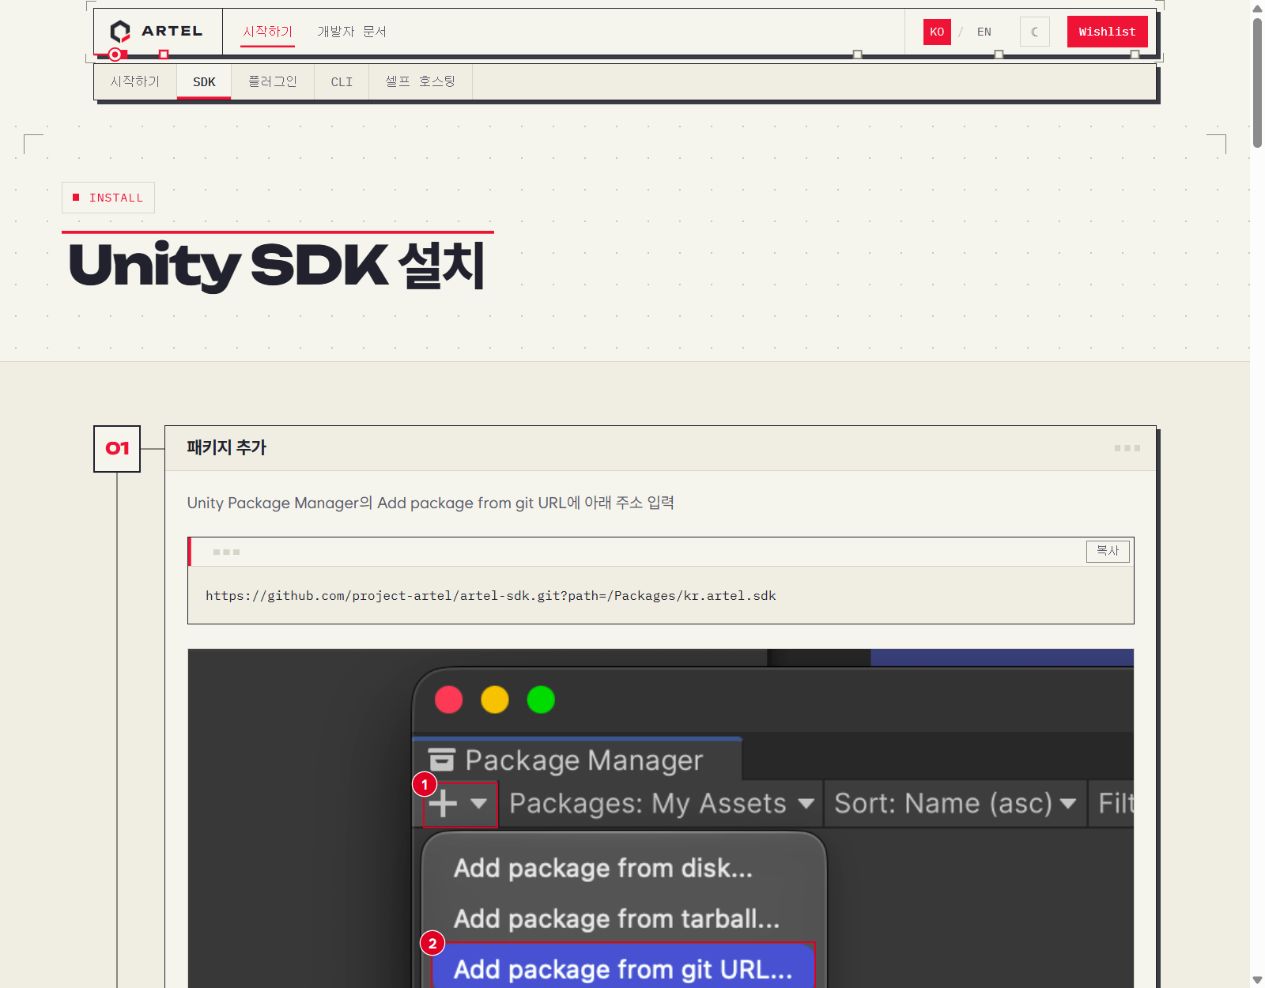 ARTEL
시작하기
개발자 문서
KO / EN
Wishlist
시작하기
SDK
플러그인
CLI
셀프 호스팅
INSTALL
Unity SDK 설치
01
패키지 추가
Unity Package Manager의 Add package from git URL에 아래 주소 입력
복사
https://github.com/project-artel/artel-sdk.git?path=/Packages/kr.artel.sdk
Package Manager
1
Packages: My Assets
Sort: Name (asc)
Filt
Add package from disk...
Add package from tarball...
2
Add package from git URL...